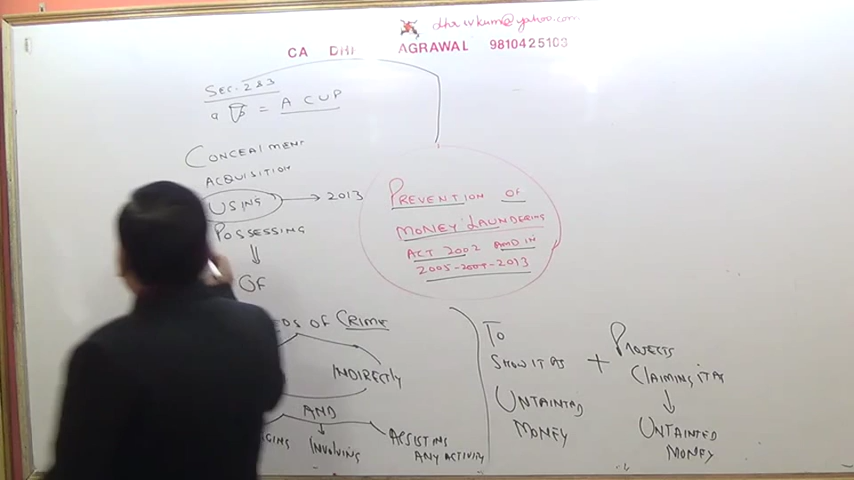 dhruvkum@yahoo.com
CA DH AGRAWAL 9810425103
SEC. 2&3
a = A CUP
CONCEALMENT
ACQUISITION
USING → 2013
POSSESSING
OF
OF CRIME
INDIRECTLY
AND
INVOLVING
ASSISTING
ANY ACTIVITY
PREVENTION OF
MONEY LAUNDERING
ACT 2002 AMD IN
2005-2009-2013
TO
SHOW IT AS
UNTAINTED
MONEY
+
PROJECTS
CLAIMING IT AS
UNTAINTED
MONEY